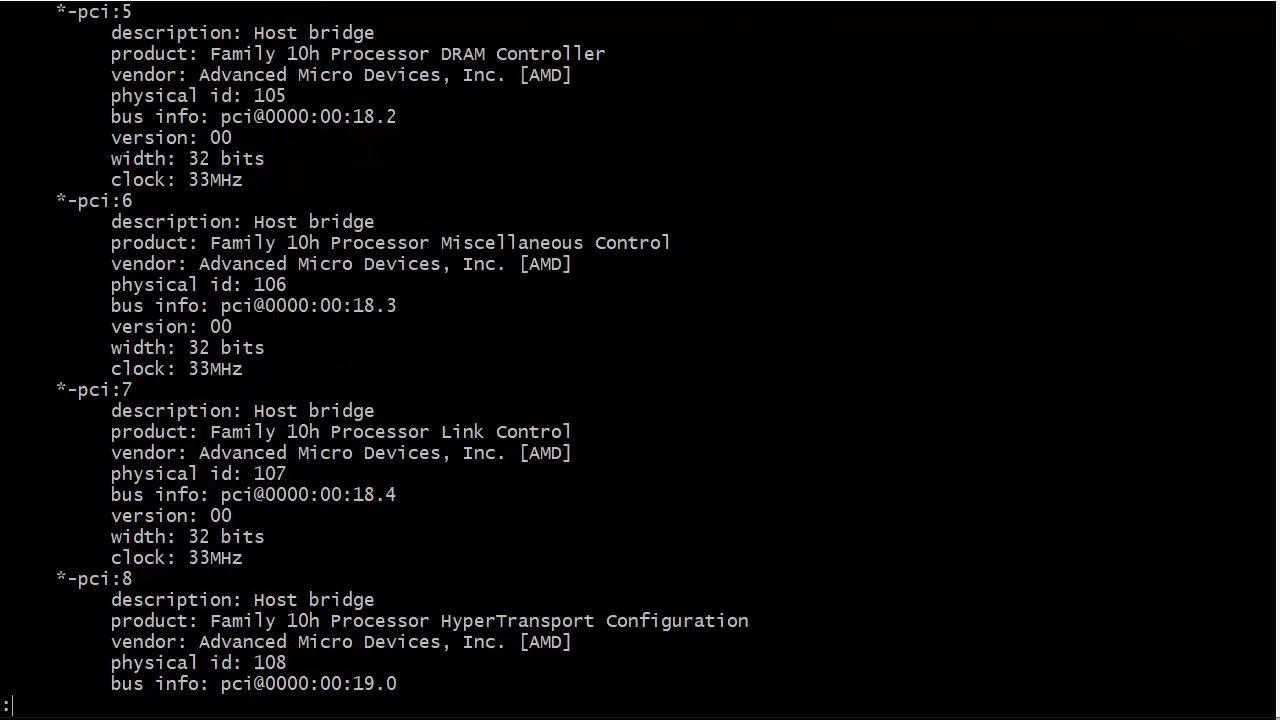 *-pci:5
description: Host bridge
product: Family 10h Processor DRAM Controller
vendor: Advanced Micro Devices, Inc. [AMD]
physical id: 105
bus info: pci@0000:00:18.2
version: 00
width: 32 bits
clock: 33MHz
*-pci:6
description: Host bridge
product: Family 10h Processor Miscellaneous Control
vendor: Advanced Micro Devices, Inc. [AMD]
physical id: 106
bus info: pci@0000:00:18.3
version: 00
width: 32 bits
clock: 33MHz
*-pci:7
description: Host bridge
product: Family 10h Processor Link Control
vendor: Advanced Micro Devices, Inc. [AMD]
physical id: 107
bus info: pci@0000:00:18.4
version: 00
width: 32 bits
clock: 33MHz
*-pci:8
description: Host bridge
product: Family 10h Processor HyperTransport Configuration
vendor: Advanced Micro Devices, Inc. [AMD]
physical id: 108
bus info: pci@0000:00:19.0
: